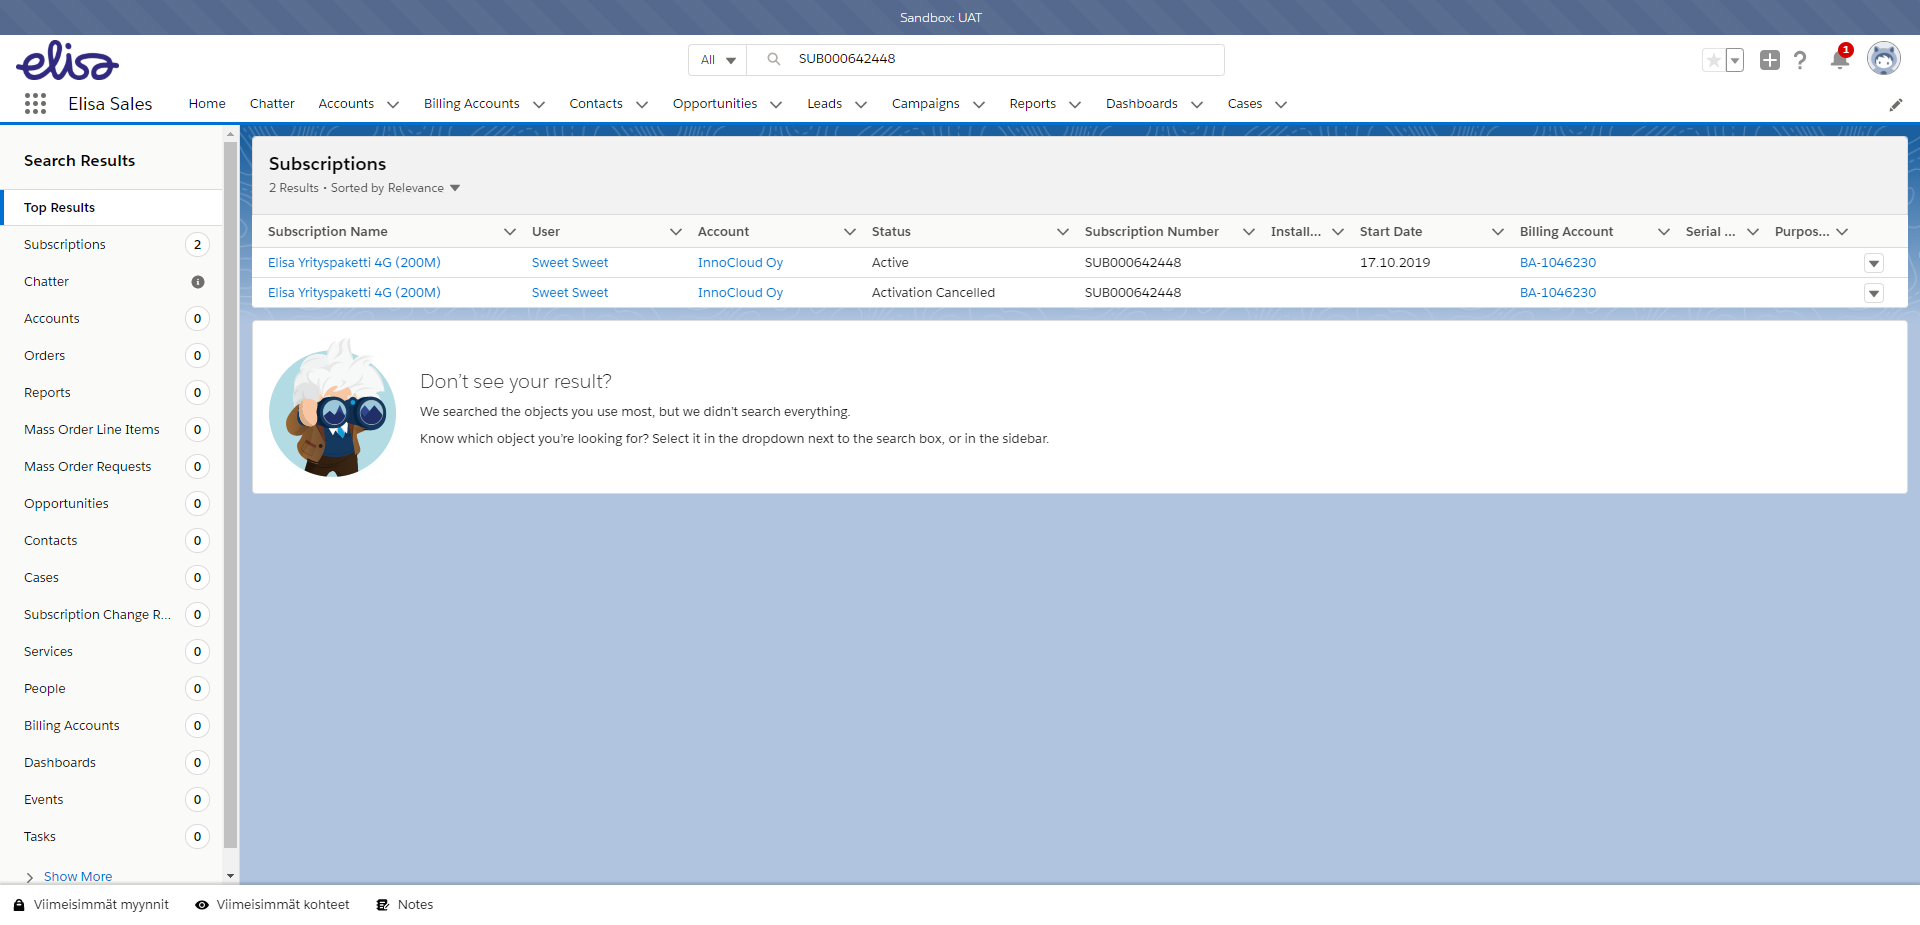 Sandbox: UAT
elisa
All
SUB000642448
1
Elisa Sales
Home
Chatter
Accounts
Billing Accounts
Contacts
Opportunities
Leads
Campaigns
Reports
Dashboards
Cases
Search Results
Top Results
Subscriptions 2
Chatter
Accounts 0
Orders 0
Reports 0
Mass Order Line Items 0
Mass Order Requests 0
Opportunities 0
Contacts 0
Cases 0
Subscription Change R... 0
Services 0
People 0
Billing Accounts 0
Dashboards 0
Events 0
Tasks 0
Show More
Subscriptions
2 Results • Sorted by Relevance
Subscription Name User Account Status Subscription Number Install... Start Date Billing Account Serial ... Purpos...
Elisa Yrityspaketti 4G (200M) Sweet Sweet InnoCloud Oy Active SUB000642448 17.10.2019 BA-1046230
Elisa Yrityspaketti 4G (200M) Sweet Sweet InnoCloud Oy Activation Cancelled SUB000642448 BA-1046230
Don't see your result?
We searched the objects you use most, but we didn't search everything.
Know which object you're looking for? Select it in the dropdown next to the search box, or in the sidebar.
Viimeisimmät myynnit
Viimeisimmät kohteet
Notes